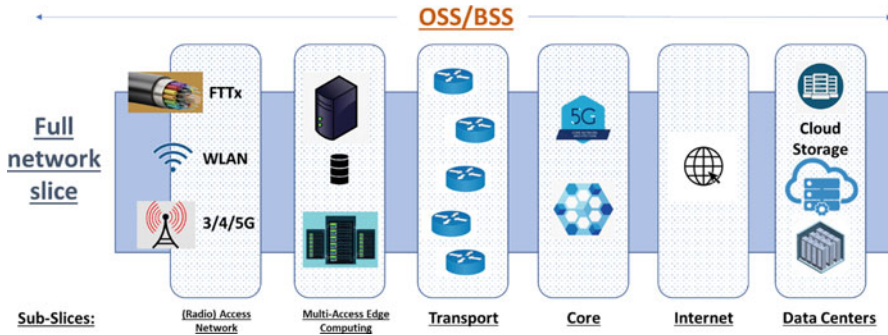 OSS/BSS
Full
network
slice
FTTx
WLAN
3/4/5G
5G
Cloud
Storage
Sub-Slices:
(Radio) Access
Network
Multi-Access Edge
Computing
Transport
Core
Internet
Data Centers